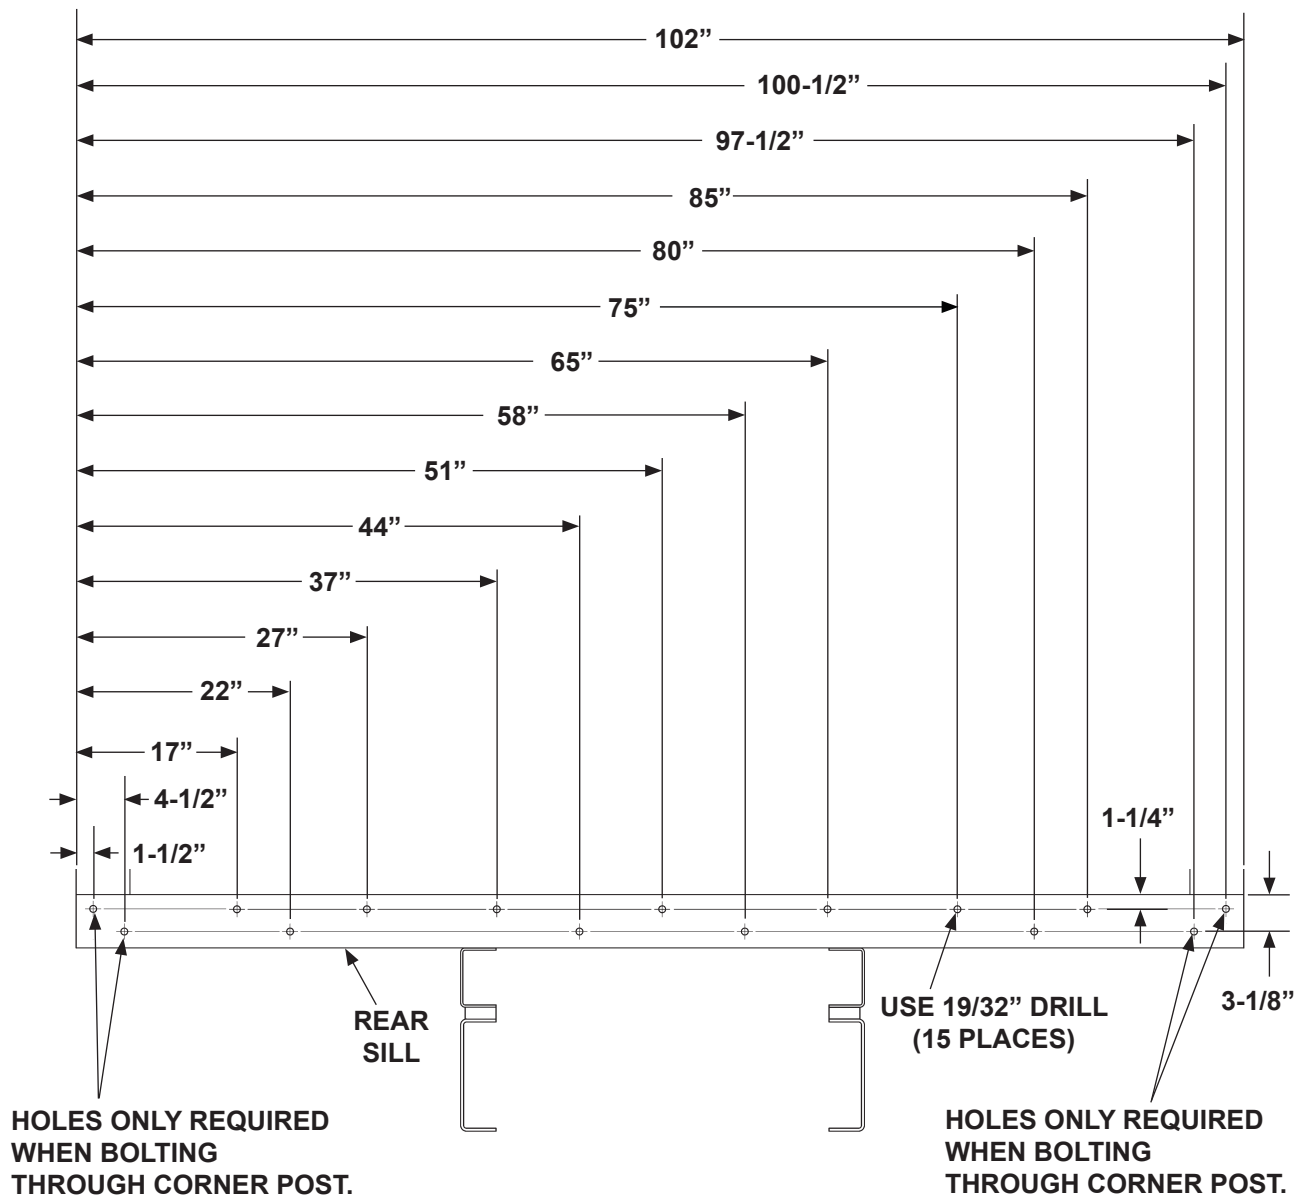 102”
100-1/2”
97-1/2”
85”
80”
75”
65”
58”
51”
44”
37”
27”
22”
17”
4-1/2”
1-1/4”
1-1/2”
3-1/8”
USE 19/32” DRILL
(15 PLACES)
REAR
SILL
HOLES ONLY REQUIRED
WHEN BOLTING
THROUGH CORNER POST.
HOLES ONLY REQUIRED
WHEN BOLTING
THROUGH CORNER POST.